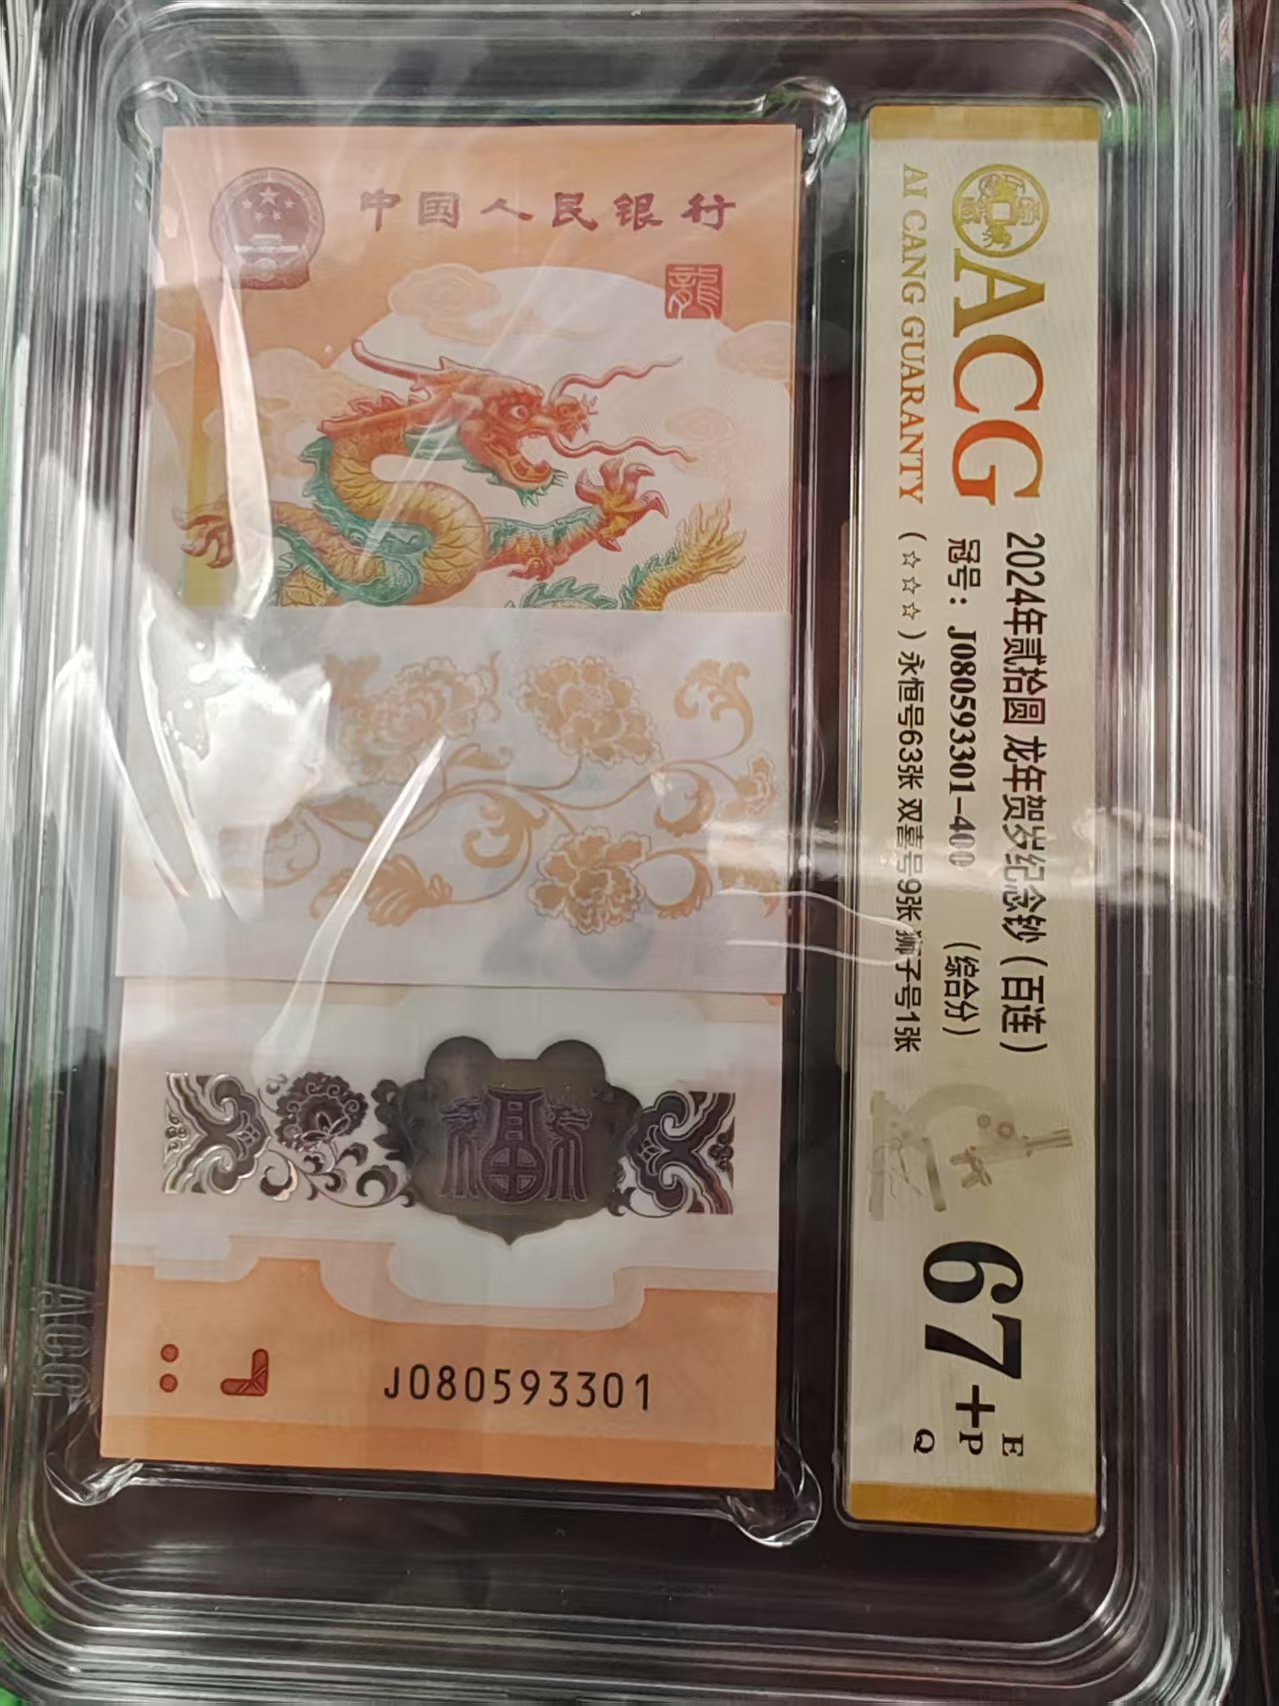 中国人民银行
龍
福
J080593301
ACG
AI CANG GUARANTY
2024年贰拾圆 龙年贺岁纪念钞（百连）
冠号：J080593301-400 （综合分）
（☆☆☆）永恒号63张 双喜号9张 狮子号1张
67+
E
P
Q
ACG